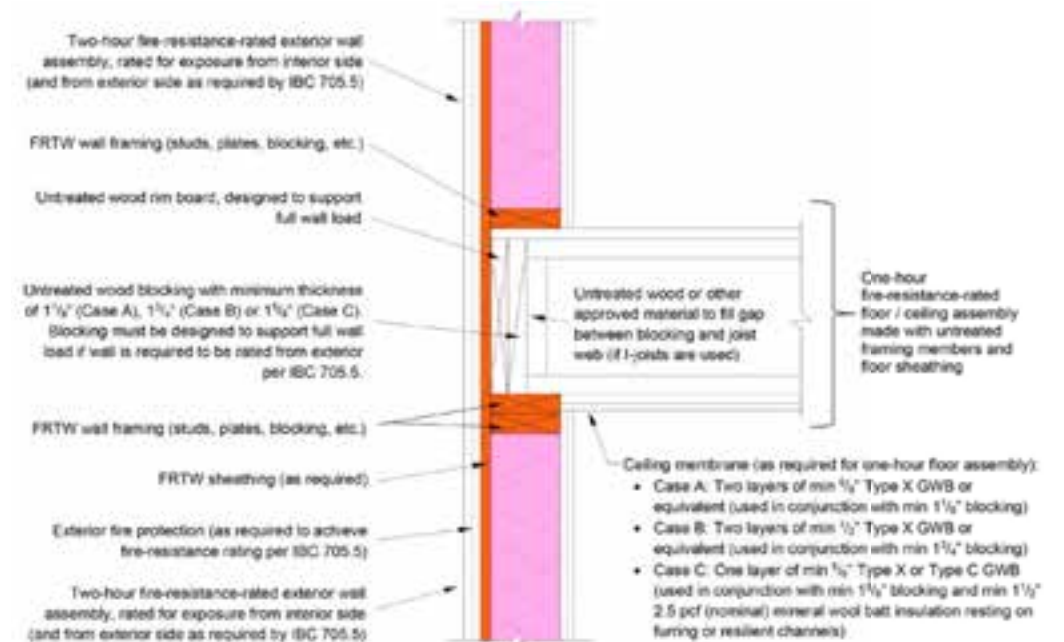 Two-hour fire-resistance-rated exterior wall
assembly, rated for exposure from interior side
(and from exterior side as required by IBC 705.5)
FRTW wall framing (studs, plates, blocking, etc.)
Untreated wood rim board, designed to support
full wall load
Untreated wood blocking with minimum thickness
of 1⅛" (Case A), (Case B) or (Case C).
Blocking must be designed to support full wall
load if wall is required to be rated from exterior
per IBC 705.5.
FRTW wall framing (studs, plates, blocking, etc.)
FRTW sheathing (as required)
Exterior fire protection (as required to achieve
fire-resistance rating per IBC 705.5)
Two-hour fire-resistance-rated exterior wall
assembly, rated for exposure from interior side
(and from exterior side as required by IBC 705.5)
Untreated wood or other
approved material to fill gap
between blocking and joist
web (if I-joists are used)
One-hour
fire-resistance-rated
floor / ceiling assembly
made with untreated
framing members and
floor sheathing
Ceiling membrane (as required for one-hour floor assembly):
• Case A: Two layers of min ⅝" Type X GWB or
equivalent (used in conjunction with min 1⅛" blocking)
• Case B: Two layers of min ½" Type X GWB or
equivalent (used in conjunction with min blocking)
• Case C: One layer of min ⅝" Type X or Type C GWB
(used in conjunction with min blocking and min 1½"
2.5 pcf (nominal) mineral wool batt insulation resting on
furring or resilient channels)